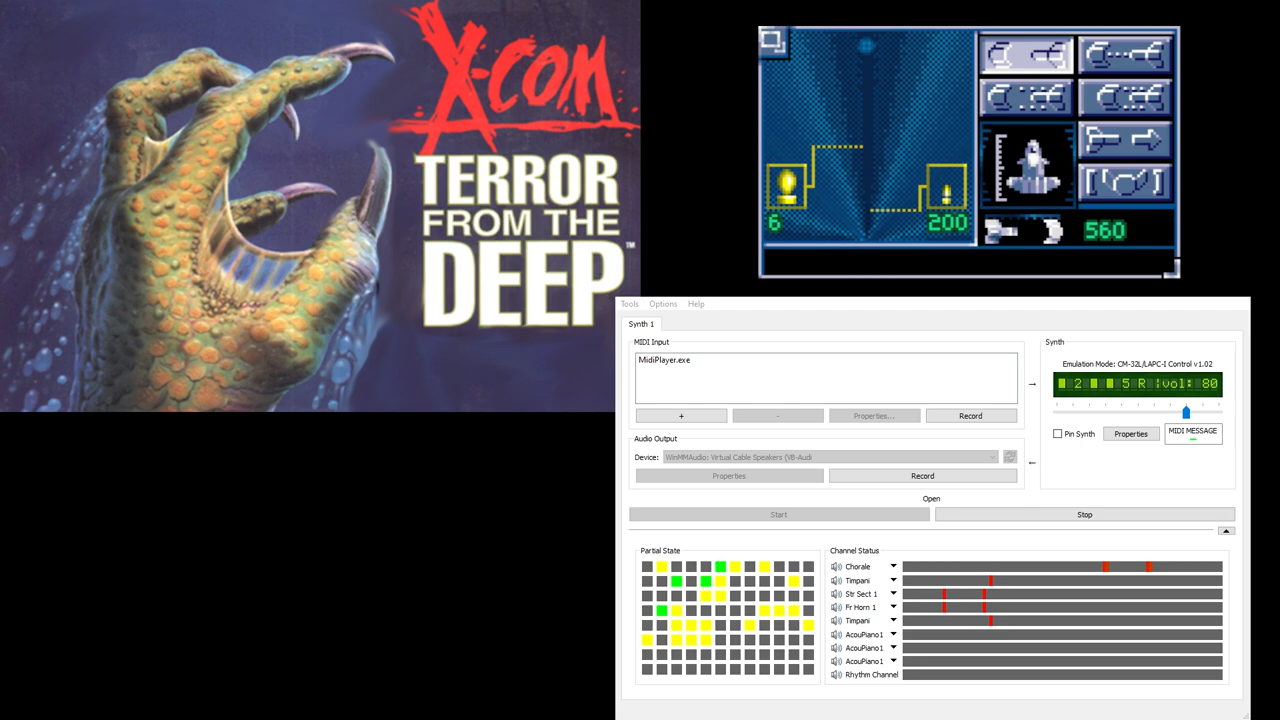 X-COM
TERROR
FROM THE
DEEP™
6
200
560
Tools Options Help
Synth 1
MIDI Input
MidiPlayer.exe
+ - Properties... Record
Audio Output
Device: WinMMAudio: Virtual Cable Speakers (VB-Audi
Properties Record
Synth
Emulation Mode: CM-32L/LAPC-I Control v1.02
2 5 R |vol: 80
Pin Synth Properties MIDI MESSAGE
Open
Start Stop
Partial State
Channel Status
Chorale
Timpani
Str Sect 1
Fr Horn 1
Timpani
AcouPiano1
AcouPiano1
AcouPiano1
Rhythm Channel